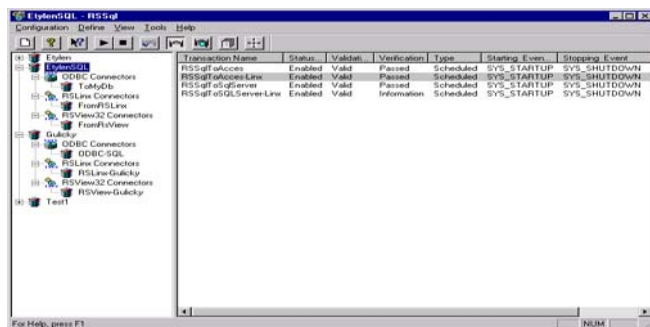 EtylenSQL - RSSql
Configuration Define View Tools Help
Etylen
EtylenSQL
ODBC Connectors
ToMyDb
RSLinx Connectors
FromRSLinx
RSView32 Connectors
FromRsView
Gulicky
ODBC Connectors
ODBC-SQL
RSLinx Connectors
RSLinx-Gulicky
RSView32 Connectors
RSView-Gulicky
Test1
Transaction Name Status... Validati... Verification Type Starting Even... Stopping Event
RSSqlToAcces Enabled Valid Passed Scheduled SYS_STARTUP SYS_SHUTDOWN
RSSqlToAcces-Linx Enabled Valid Passed Scheduled SYS_STARTUP SYS_SHUTDOWN
RSSqlToSqlServer Enabled Valid Passed Scheduled SYS_STARTUP SYS_SHUTDOWN
RSSqlToSQLServer-Linx Enabled Valid Information Scheduled SYS_STARTUP SYS_SHUTDOWN
For Help, press F1
NUM